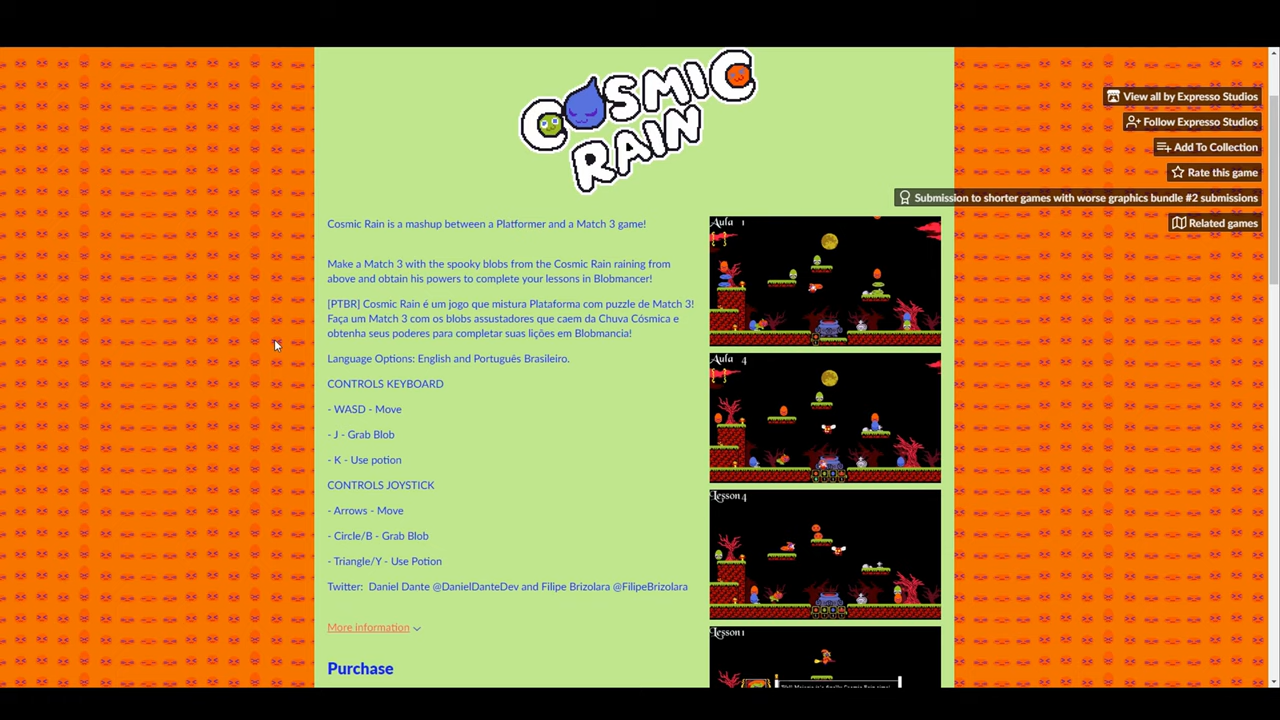 COSMIC
RAIN
View all by Expresso Studios
Follow Expresso Studios
Add To Collection
Rate this game
Submission to shorter games with worse graphics bundle #2 submissions
Related games
Cosmic Rain is a mashup between a Platformer and a Match 3 game!
Make a Match 3 with the spooky blobs from the Cosmic Rain raining from
above and obtain his powers to complete your lessons in Blobmancer!
[PTBR] Cosmic Rain é um jogo que mistura Plataforma com puzzle de Match 3!
Faça um Match 3 com os blobs assustadores que caem da Chuva Cósmica e
obtenha seus poderes para completar suas lições em Blobmancia!
Language Options: English and Português Brasileiro.
CONTROLS KEYBOARD
- WASD - Move
- J - Grab Blob
- K - Use potion
CONTROLS JOYSTICK
- Arrows - Move
- Circle/B - Grab Blob
- Triangle/Y - Use Potion
Twitter: Daniel Dante @DanielDanteDev and Filipe Brizolara @FilipeBrizolara
More information
Purchase
Aula 1
Aula 4
Lesson 4
Lesson 1